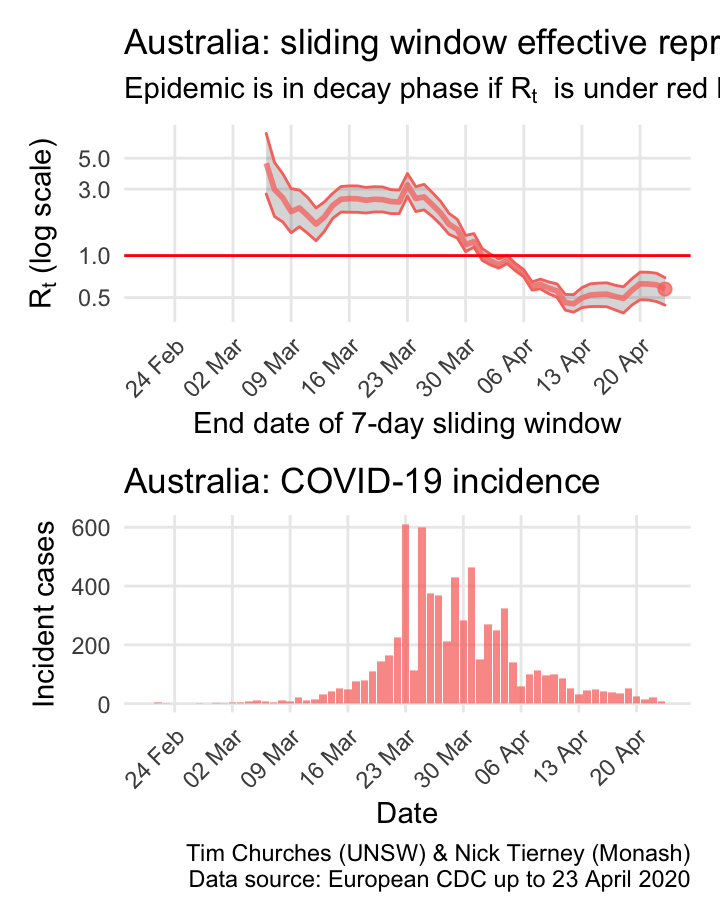 Australia: sliding window effective repr
Epidemic is in decay phase if Rt is under red l
Rt (log scale)
5.0
3.0
1.0
0.5
24 Feb
02 Mar
09 Mar
16 Mar
23 Mar
30 Mar
06 Apr
13 Apr
20 Apr
End date of 7-day sliding window
Australia: COVID-19 incidence
Incident cases
600
400
200
0
24 Feb
02 Mar
09 Mar
16 Mar
23 Mar
30 Mar
06 Apr
13 Apr
20 Apr
Date
Tim Churches (UNSW) & Nick Tierney (Monash)
Data source: European CDC up to 23 April 2020